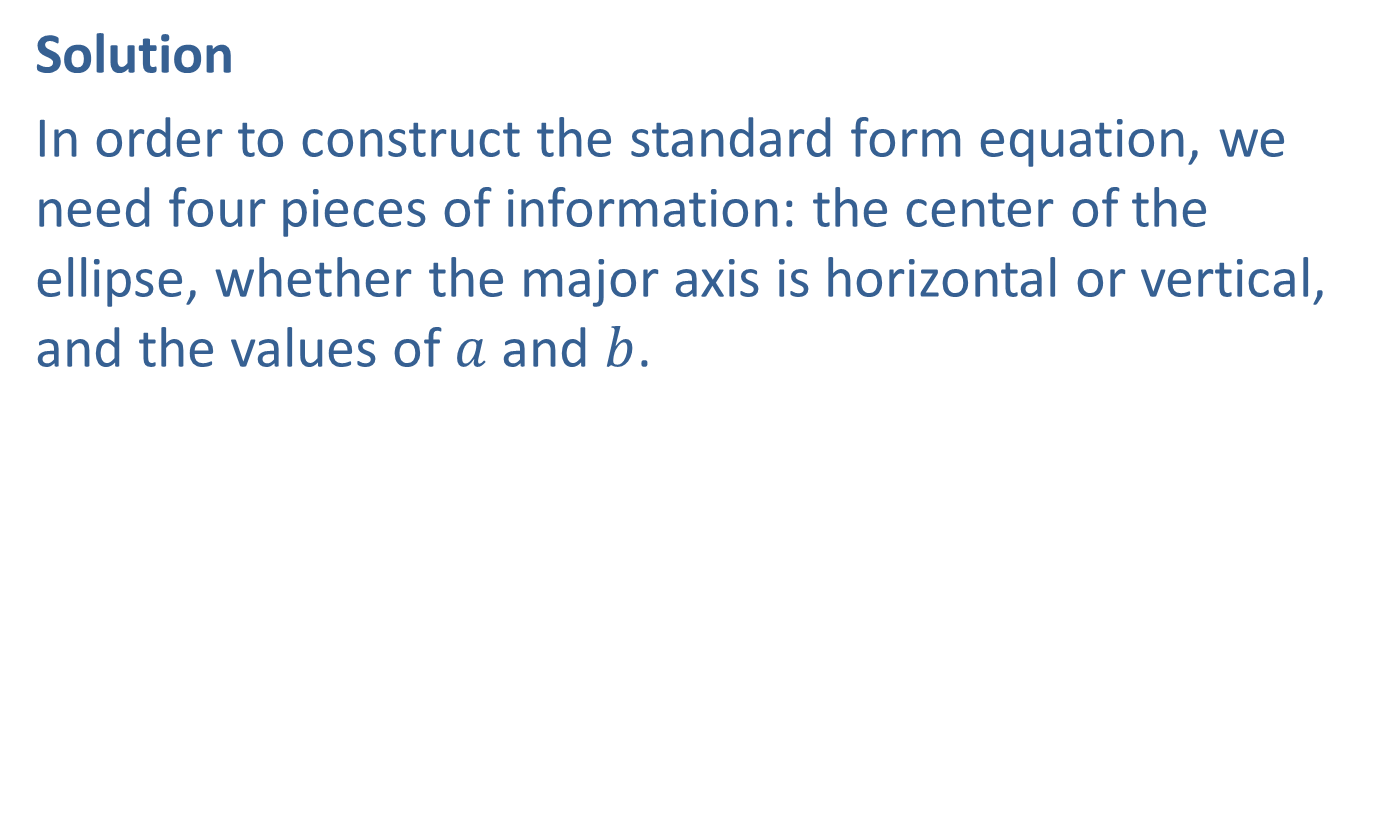 Solution
In order to construct the standard form equation, we
need four pieces of information: the center of the
ellipse, whether the major axis is horizontal or vertical,
and the values of a and b.